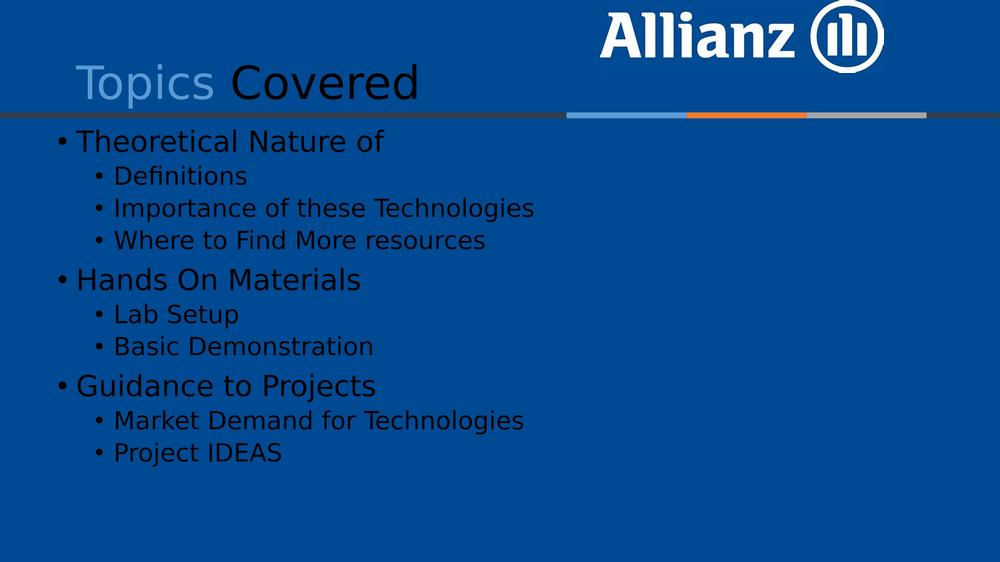 Allianz
Topics Covered
• Theoretical Nature of
• Definitions
• Importance of these Technologies
• Where to Find More resources
• Hands On Materials
• Lab Setup
• Basic Demonstration
• Guidance to Projects
• Market Demand for Technologies
• Project IDEAS